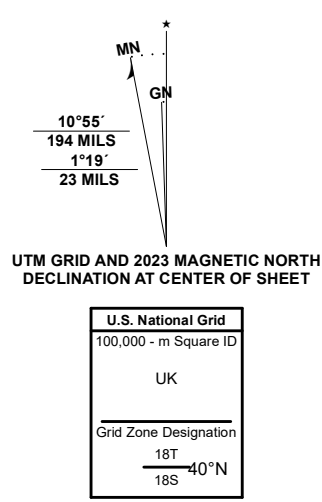 ★
MN
GN
10°55´
194 MILS
1°19´
23 MILS
UTM GRID AND 2023 MAGNETIC NORTH
DECLINATION AT CENTER OF SHEET
U.S. National Grid
100,000 - m Square ID
UK
Grid Zone Designation
18T
40°N
18S